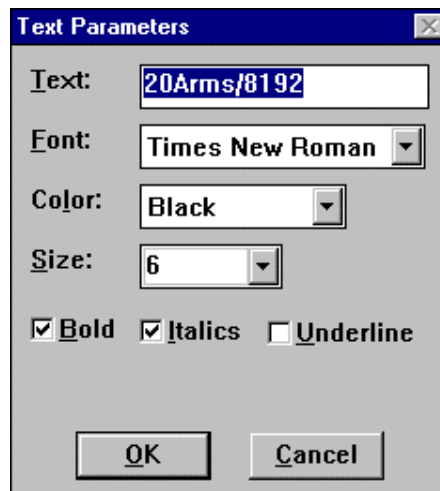 Text Parameters
Text: 20Arms/8192
Font: Times New Roman
Color: Black
Size: 6
Bold Italics Underline
OK Cancel